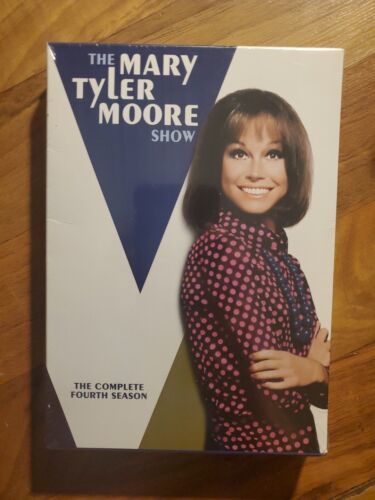 THE MARY
TYLER
MOORE
SHOW
THE COMPLETE
FOURTH SEASON